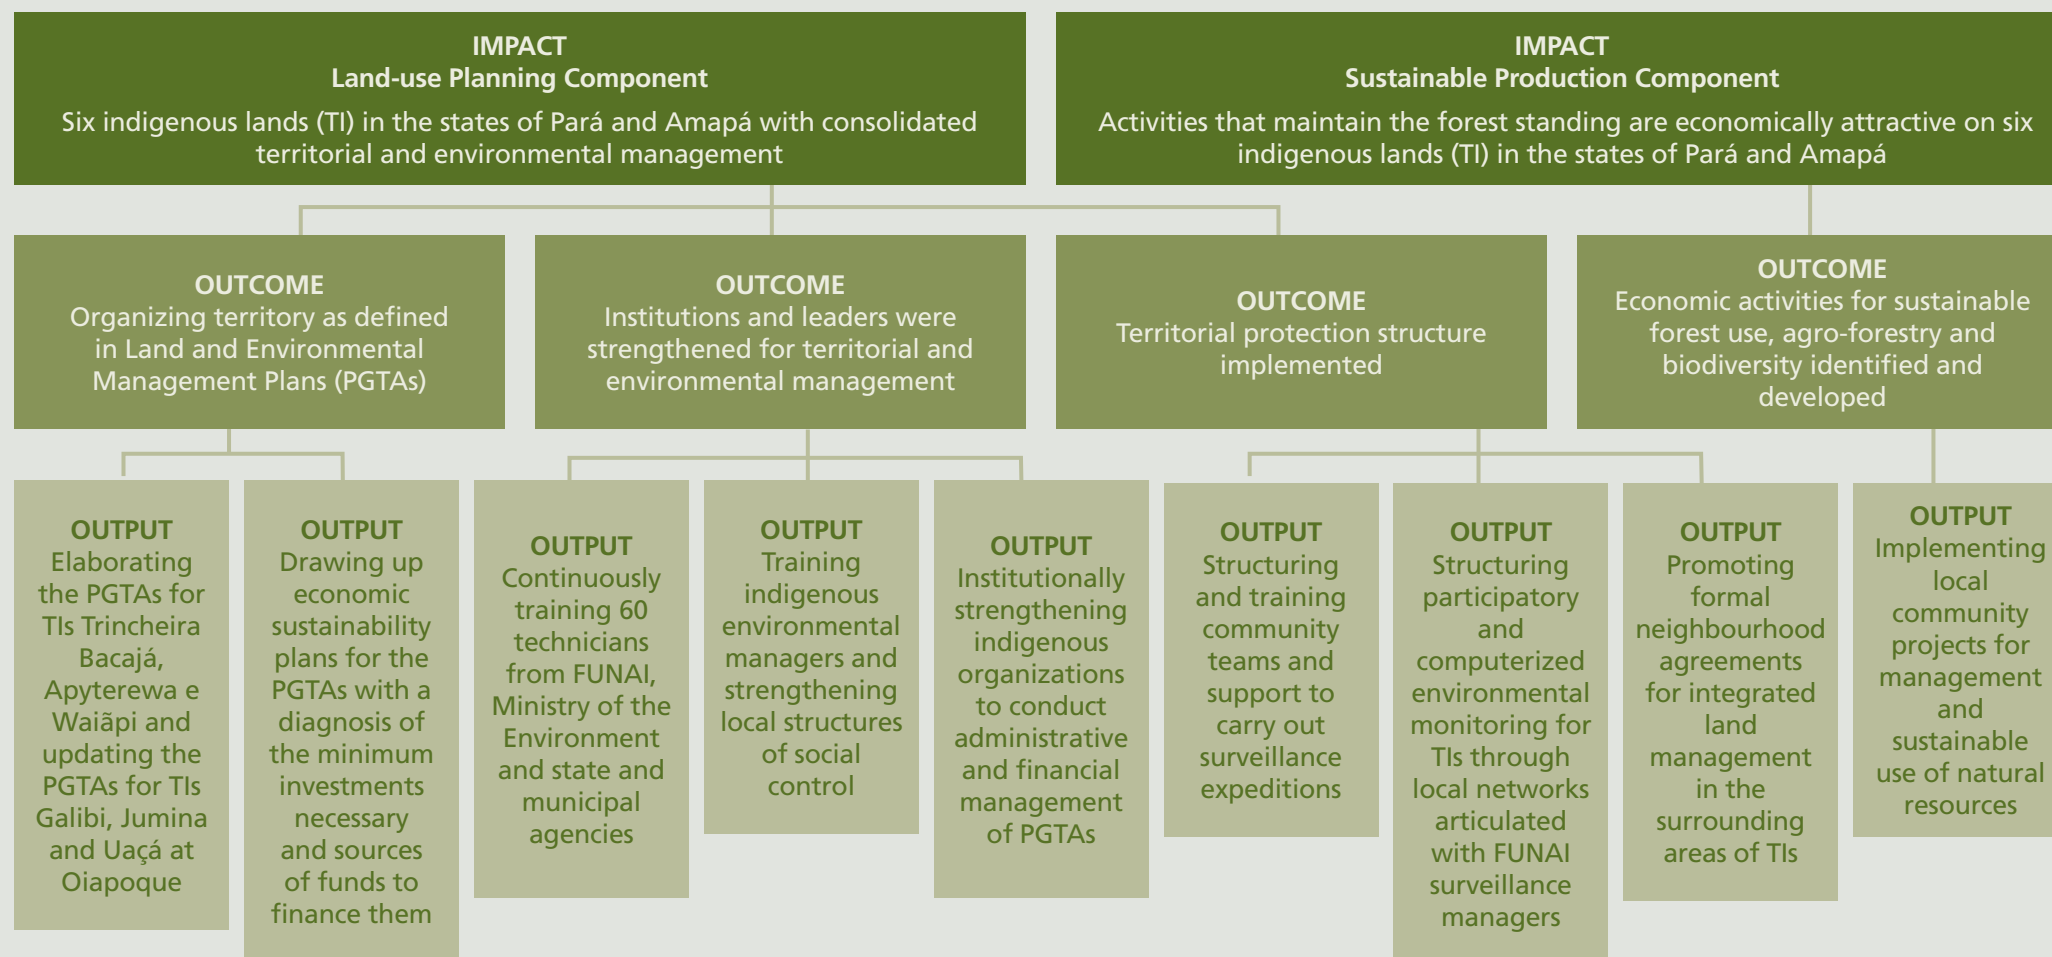 IMPACT
Land-use Planning Component
Six indigenous lands (TI) in the states of Pará and Amapá with consolidated
territorial and environmental management
IMPACT
Sustainable Production Component
Activities that maintain the forest standing are economically attractive on six
indigenous lands (TI) in the states of Pará and Amapá
OUTCOME
Organizing territory as defined
in Land and Environmental
Management Plans (PGTAs)
OUTCOME
Institutions and leaders were
strengthened for territorial and
environmental management
OUTCOME
Territorial protection structure
implemented
OUTCOME
Economic activities for sustainable
forest use, agro-forestry and
biodiversity identified and
developed
OUTPUT
Elaborating
the PGTAs for
TIs Trincheira
Bacajá,
Apyterewa e
Waiãpi and
updating the
PGTAs for TIs
Galibi, Jumina
and Uaçá at
Oiapoque
OUTPUT
Drawing up
economic
sustainability
plans for the
PGTAs with a
diagnosis of
the minimum
investments
necessary
and sources
of funds to
finance them
OUTPUT
Continuously
training 60
technicians
from FUNAI,
Ministry of the
Environment
and state and
municipal
agencies
OUTPUT
Training
indigenous
environmental
managers and
strengthening
local structures
of social
control
OUTPUT
Institutionally
strengthening
indigenous
organizations
to conduct
administrative
and financial
management
of PGTAs
OUTPUT
Structuring
and training
community
teams and
support to
carry out
surveillance
expeditions
OUTPUT
Structuring
participatory
and
computerized
environmental
monitoring for
TIs through
local networks
articulated
with FUNAI
surveillance
managers
OUTPUT
Promoting
formal
neighbourhood
agreements
for integrated
land
management
in the
surrounding
areas of TIs
OUTPUT
Implementing
local
community
projects for
management
and
sustainable
use of natural
resources